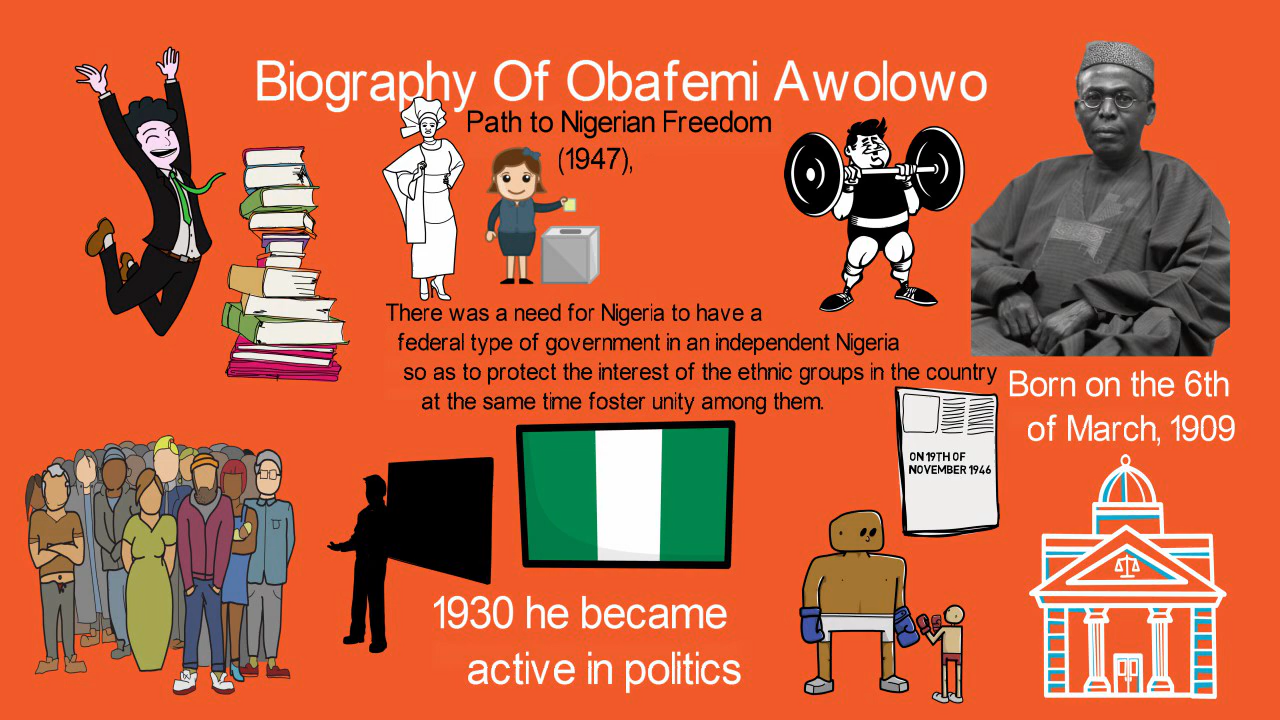 Biography Of Obafemi Awolowo
Path to Nigerian Freedom
(1947),
There was a need for Nigeria to have a
federal type of government in an independent Nigeria
so as to protect the interest of the ethnic groups in the country
at the same time foster unity among them.
Born on the 6th
of March, 1909
ON 19TH OF
NOVEMBER 1946
1930 he became
active in politics